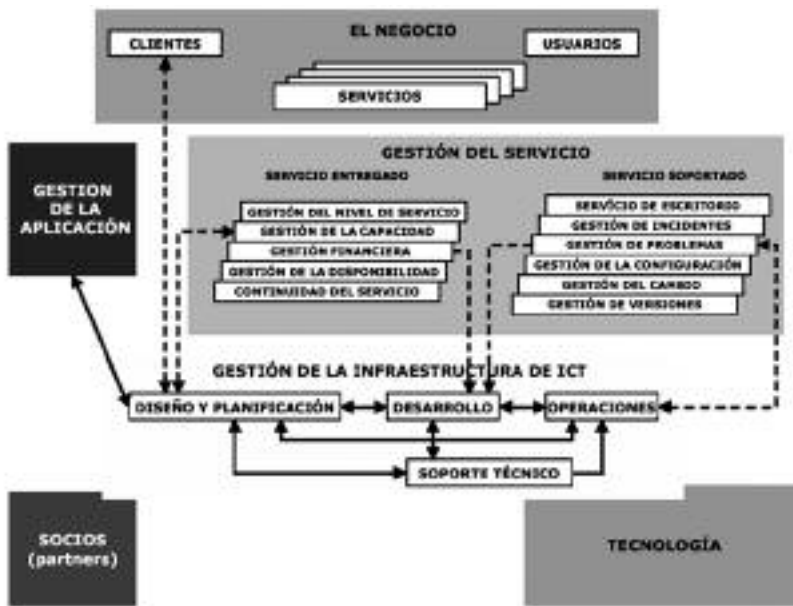 EL NEGOCIO
CLIENTES
USUARIOS
SERVICIOS
GESTIÓN DEL SERVICIO
SERVICIO ENTREGADO
SERVICIO SOPORTADO
GESTION
DE LA
APLICACIÓN
GESTIÓN DEL NIVEL DE SERVICIO
GESTIÓN DE LA CAPACIDAD
GESTIÓN FINANCIERA
GESTIÓN DE LA DISPONIBILIDAD
CONTINUIDAD DEL SERVICIO
SERVICIO DE ESCRITORIO
GESTIÓN DE INCIDENTES
GESTIÓN DE PROBLEMAS
GESTIÓN DE LA CONFIGURACIÓN
GESTIÓN DEL CAMBIO
GESTIÓN DE VERSIONES
GESTIÓN DE LA INFRAESTRUCTURA DE ICT
DISEÑO Y PLANIFICACIÓN
DESARROLLO
OPERACIONES
SOPORTE TÉCNICO
SOCIOS
(partners)
TECNOLOGÍA